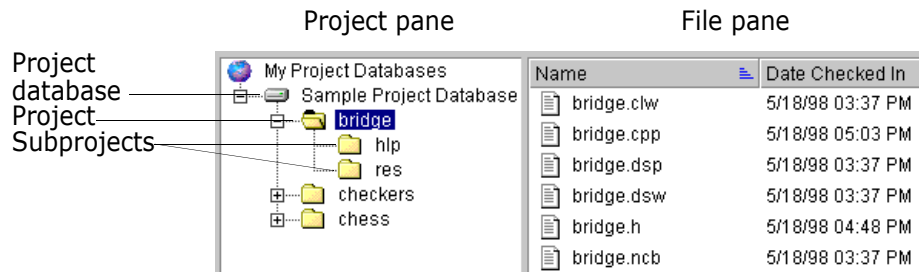 Project pane
File pane
Project
database
Project
Subprojects
My Project Databases
Sample Project Database
bridge
hlp
res
checkers
chess
Name Date Checked In
bridge.clw 5/18/98 03:37 PM
bridge.cpp 5/18/98 05:03 PM
bridge.dsp 5/18/98 03:37 PM
bridge.dsw 5/18/98 03:37 PM
bridge.h 5/18/98 04:48 PM
bridge.ncb 5/18/98 03:37 PM